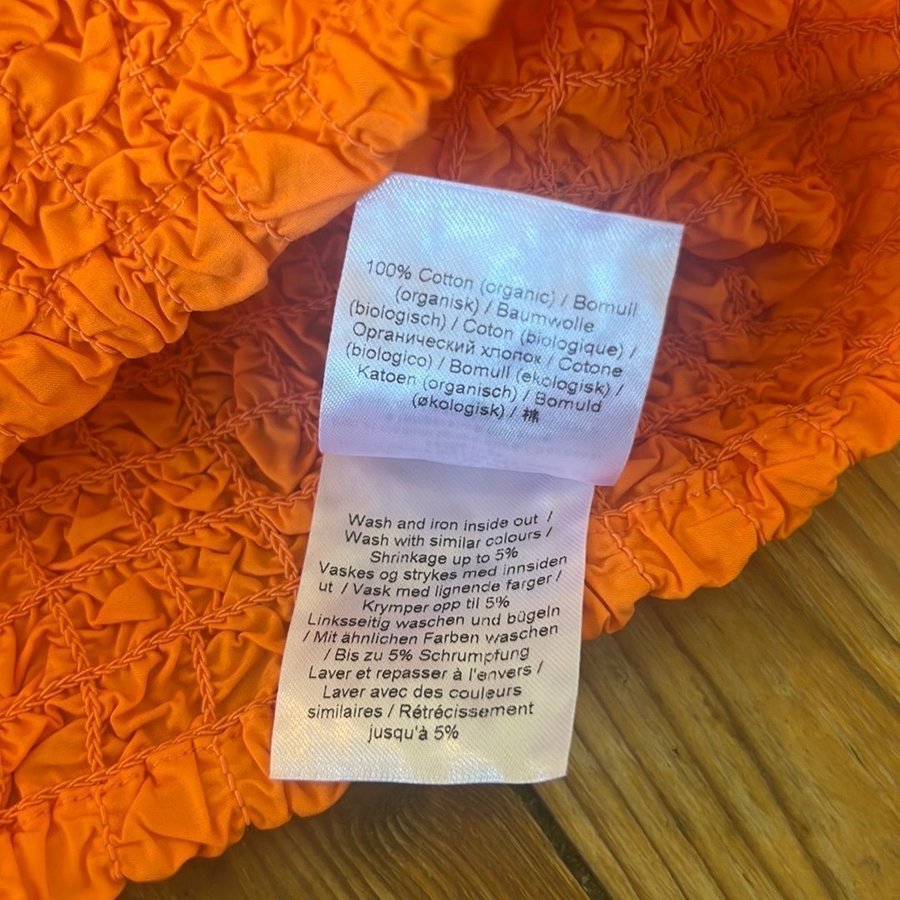 100% Cotton (organic) / Bomull
(organisk) / Baumwolle
(biologisch) / Coton (biologique) /
Органический хлопок / Cotone
(biologico) / Bomull (ekologisk) /
Katoen (organisch) / Bomuld
(økologisk) / 棉
Wash and iron inside out /
Wash with similar colours /
Shrinkage up to 5%
Vaskes og strykes med innsiden
ut / Vask med lignende farger /
Krymper opp til 5%
Linksseitig waschen und bügeln
/ Mit ähnlichen Farben waschen
/ Bis zu 5% Schrumpfung
Laver et repasser à l'envers /
Laver avec des couleurs
similaires / Rétrécissement
jusqu'à 5%